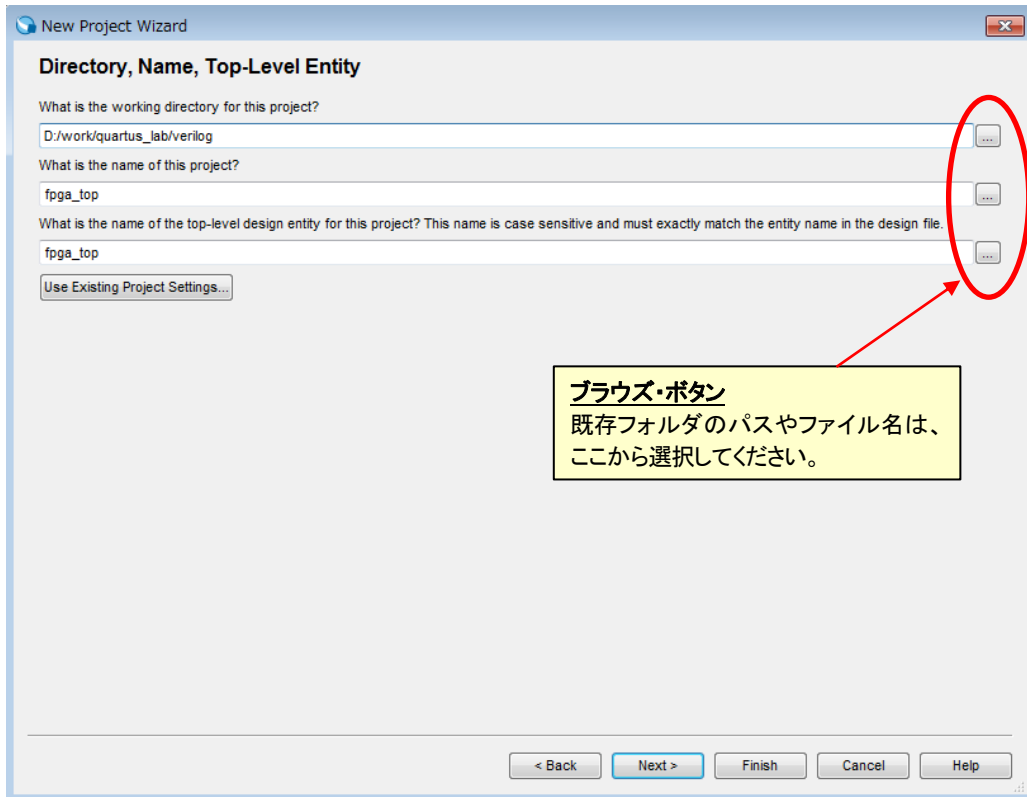 New Project Wizard
Directory, Name, Top-Level Entity
What is the working directory for this project?
D:/work/quartus_lab/verilog
...
What is the name of this project?
fpga_top
...
What is the name of the top-level design entity for this project? This name is case sensitive and must exactly match the entity name in the design file.
fpga_top
...
Use Existing Project Settings...
ブラウズ・ボタン
既存フォルダのパスやファイル名は、
ここから選択してください。
< Back Next > Finish Cancel Help